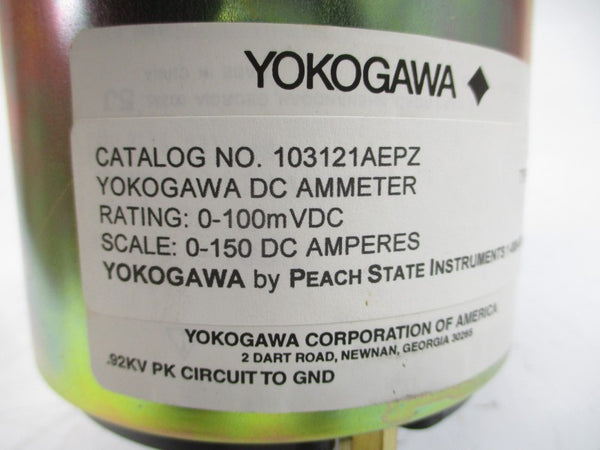 YOKOGAWA
CATALOG NO. 103121AEPZ
YOKOGAWA DC AMMETER
RATING: 0-100mVDC
SCALE: 0-150 DC AMPERES
YOKOGAWA by PEACH STATE INSTRUMENTS
YOKOGAWA CORPORATION OF AMERICA
2 DART ROAD, NEWNAN, GEORGIA 30265
.92KV PK CIRCUIT TO GND